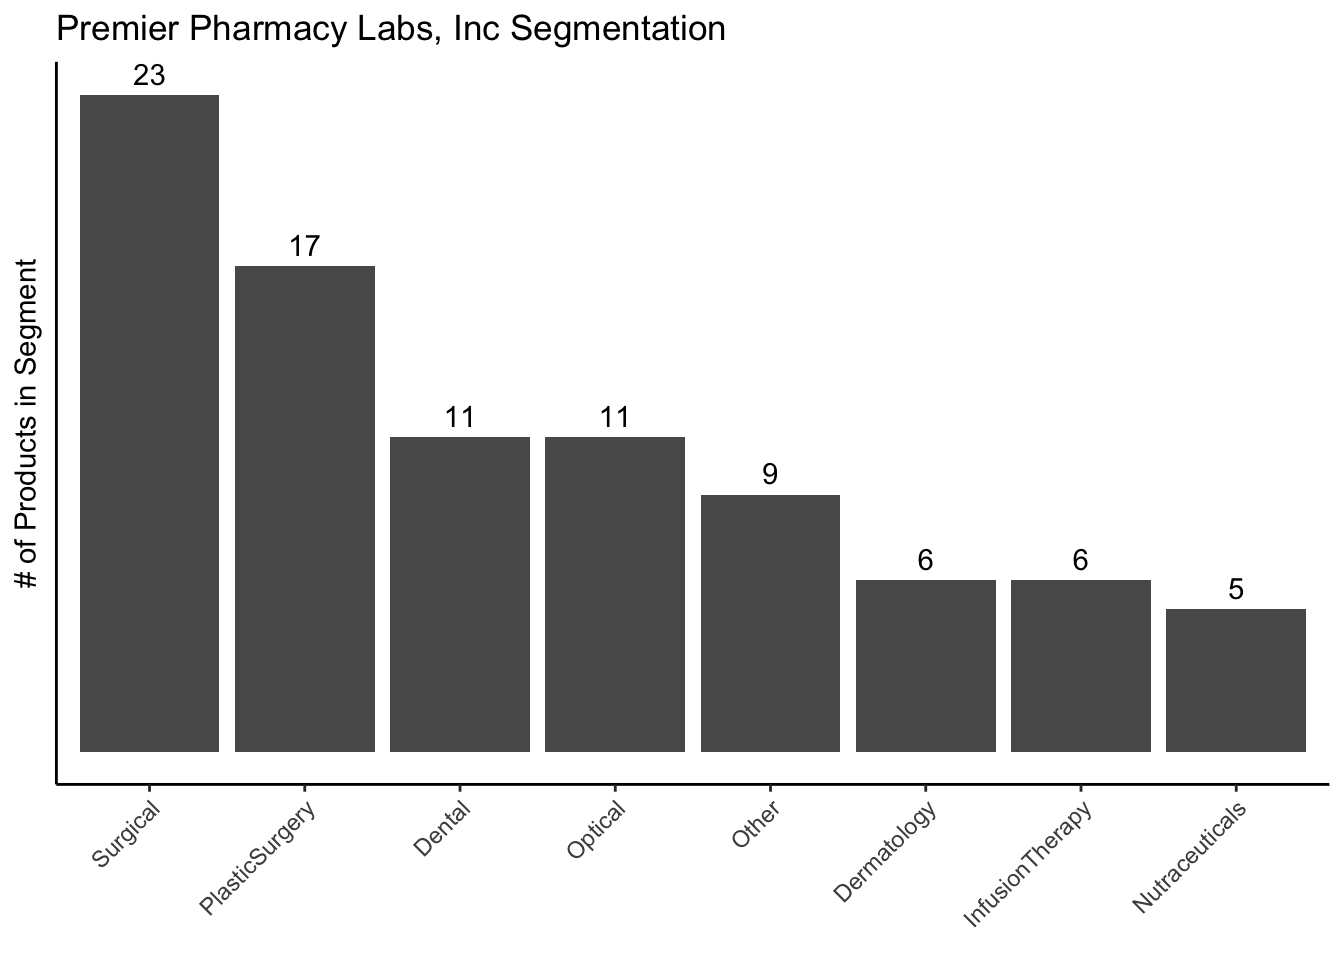 Premier Pharmacy Labs, Inc Segmentation
# of Products in Segment
23
17
11
11
9
6
6
5
Surgical
PlasticSurgery
Dental
Optical
Other
Dermatology
InfusionTherapy
Nutraceuticals